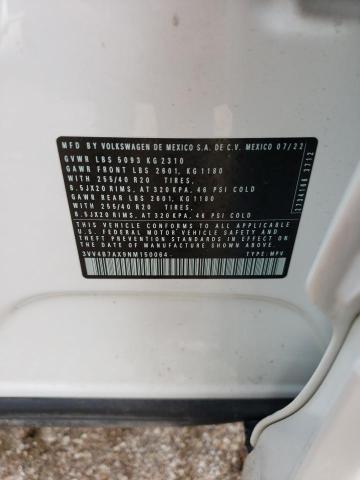 MFD BY VOLKSWAGEN DE MEXICO S.A. DE C.V. MEXICO 07/22
GVWR LBS 5093 KG 2310
GAWR FRONT LBS 2601, KG 1180
WITH 255/40 R20 TIRES,
8.5JX20 RIMS, AT 320 KPA, 46 PSI COLD
GAWR REAR LBS 2601, KG 1180
WITH 255/40 R20 TIRES,
8.5JX20 RIMS, AT 320 KPA, 46 PSI COLD
THIS VEHICLE CONFORMS TO ALL APPLICABLE
U.S. FEDERAL MOTOR VEHICLE SAFETY AND
THEFT PREVENTION STANDARDS IN EFFECT ON THE DATE
OF MANUFACTURE SHOWN ABOVE.
3VV4B7AX9NM150064 TYPE: MPV